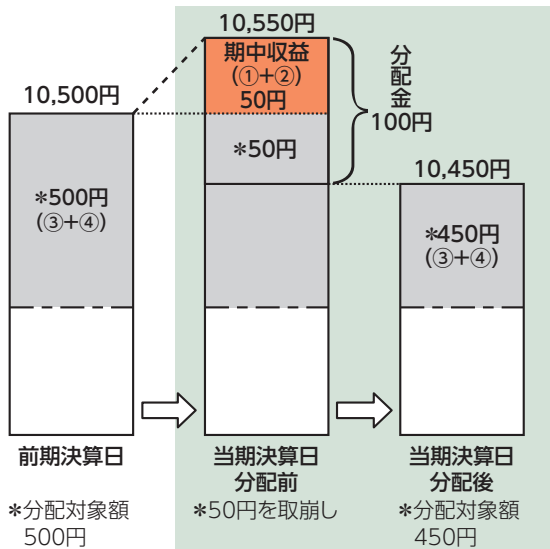 10,500円
*500円
(③+④)
前期決算日
*分配対象額
500円
10,550円
期中収益
(①+②)
50円
*50円
分配金
100円
当期決算日
分配前
*50円を取崩し
10,450円
*450円
(③+④)
当期決算日
分配後
*分配対象額
450円